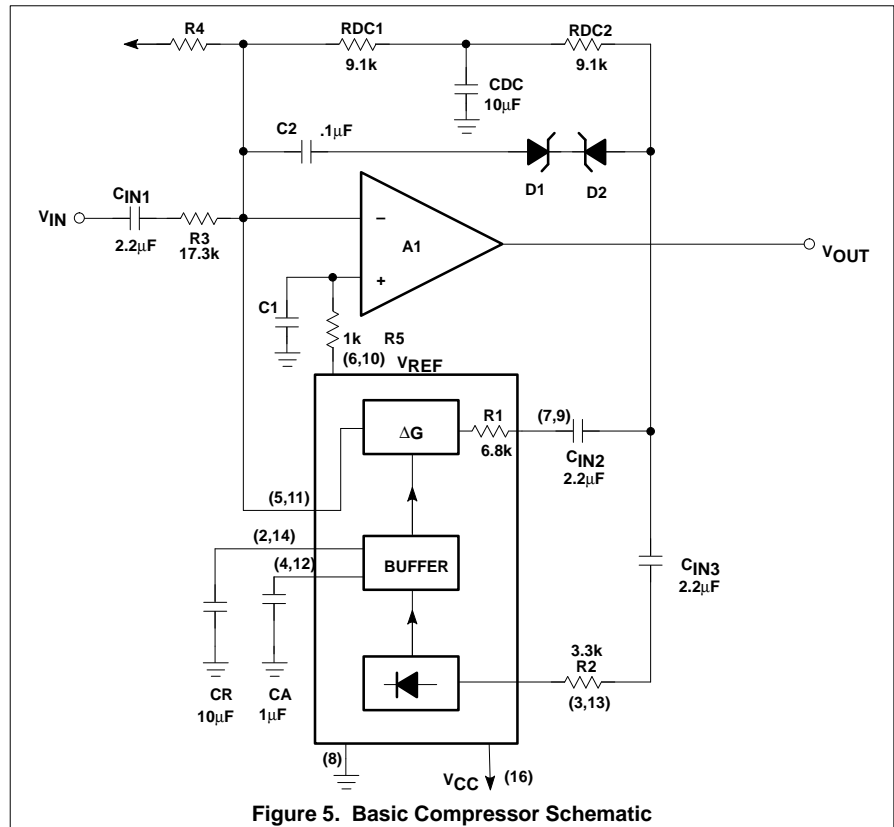 R4
RDC1
RDC2
9.1k
9.1k
CDC
10µF
C2
.1µF
D1
D2
CIN1
VIN
2.2µF
R3
17.3k
–
A1
+
VOUT
C1
1k
R5
(6,10)
VREF
ΔG
R1
6.8k
(7,9)
CIN2
2.2µF
(5,11)
(2,14)
(4,12)
BUFFER
CIN3
2.2µF
3.3k
R2
(3,13)
CR
10µF
CA
1µF
(8)
VCC
(16)
Figure 5. Basic Compressor Schematic